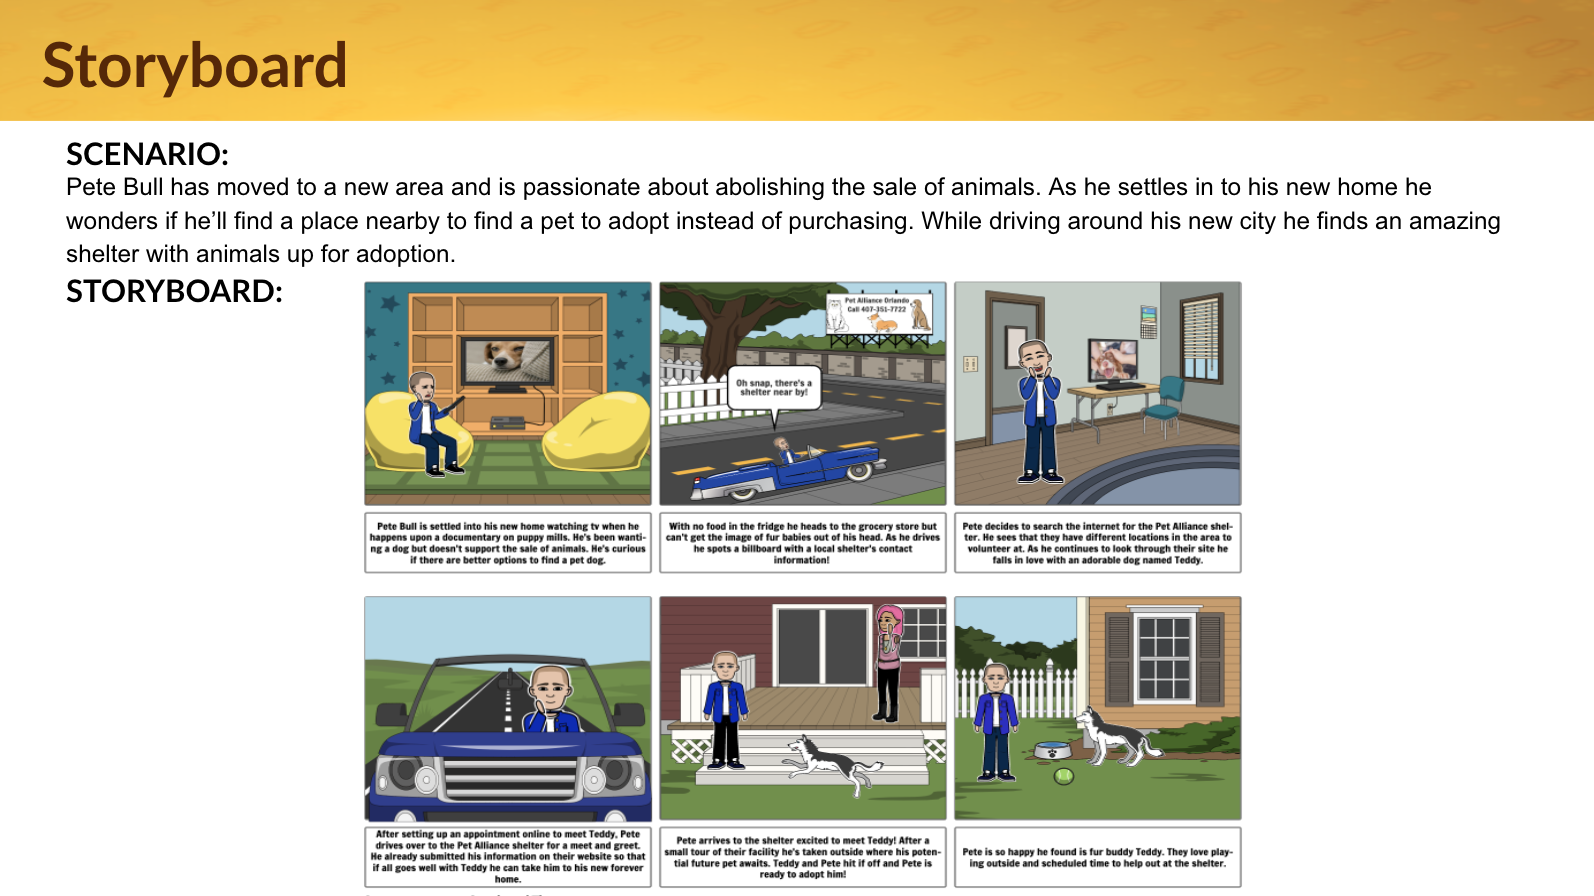 Storyboard
SCENARIO:
Pete Bull has moved to a new area and is passionate about abolishing the sale of animals. As he settles in to his new home he
wonders if he’ll find a place nearby to find a pet to adopt instead of purchasing. While driving around his new city he finds an amazing
shelter with animals up for adoption.
STORYBOARD:
Pet Alliance Orlando
Call 407-351-7722
Oh snap, there's a
shelter near by!
Pete Bull is settled into his new home watching tv when he
happens upon a documentary on puppy mills. He's been wanti-
ng a dog but doesn't support the sale of animals. He's curious
if there are better options to find a pet dog.
With no food in the fridge he heads to the grocery store but
can't get the image of fur babies out of his head. As he drives
he spots a billboard with a local shelter's contact
information!
Pete decides to search the internet for the Pet Alliance shel-
ter. He sees that they have different locations in the area to
volunteer at. As he continues to look through their site he
falls in love with an adorable dog named Teddy.
After setting up an appointment online to meet Teddy, Pete
drives over to the Pet Alliance shelter for a meet and greet.
He already submitted his information on their website so that
if all goes well with Teddy he can take him to his new forever
home.
Pete arrives to the shelter excited to meet Teddy! After a
small tour of their facility he's taken outside where his poten-
tial future pet awaits. Teddy and Pete hit if off and Pete is
ready to adopt him!
Pete is so happy he found is fur buddy Teddy. They love play-
ing outside and scheduled time to help out at the shelter.